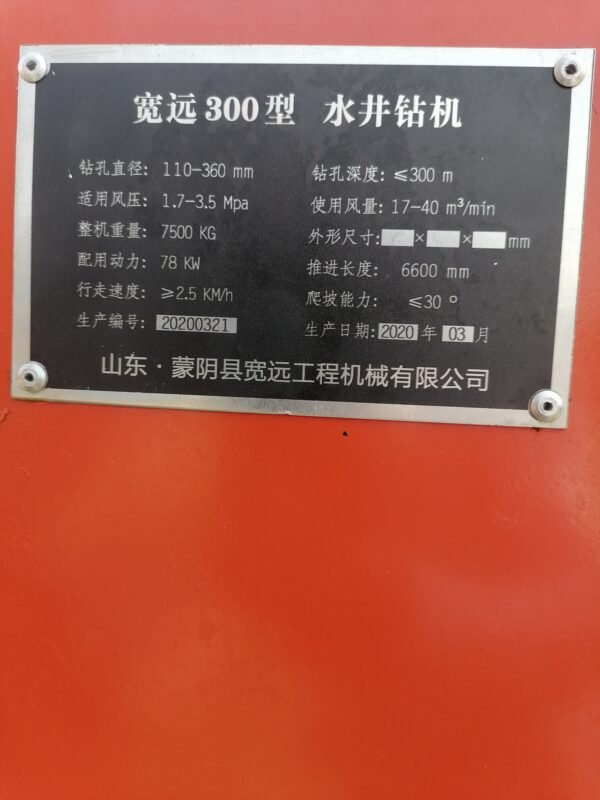 宽远300型 水井钻机
钻孔直径: 110-360 mm 钻孔深度: ≤300 m
适用风压: 1.7-3.5 Mpa 使用风量: 17-40 m³/min
整机重量: 7500 KG 外形尺寸: × × mm
配用动力: 78 KW 推进长度: 6600 mm
行走速度: ≥2.5 KM/h 爬坡能力: ≤30 °
生产编号: 20200321 生产日期: 2020 年 03 月
山东·蒙阴县宽远工程机械有限公司